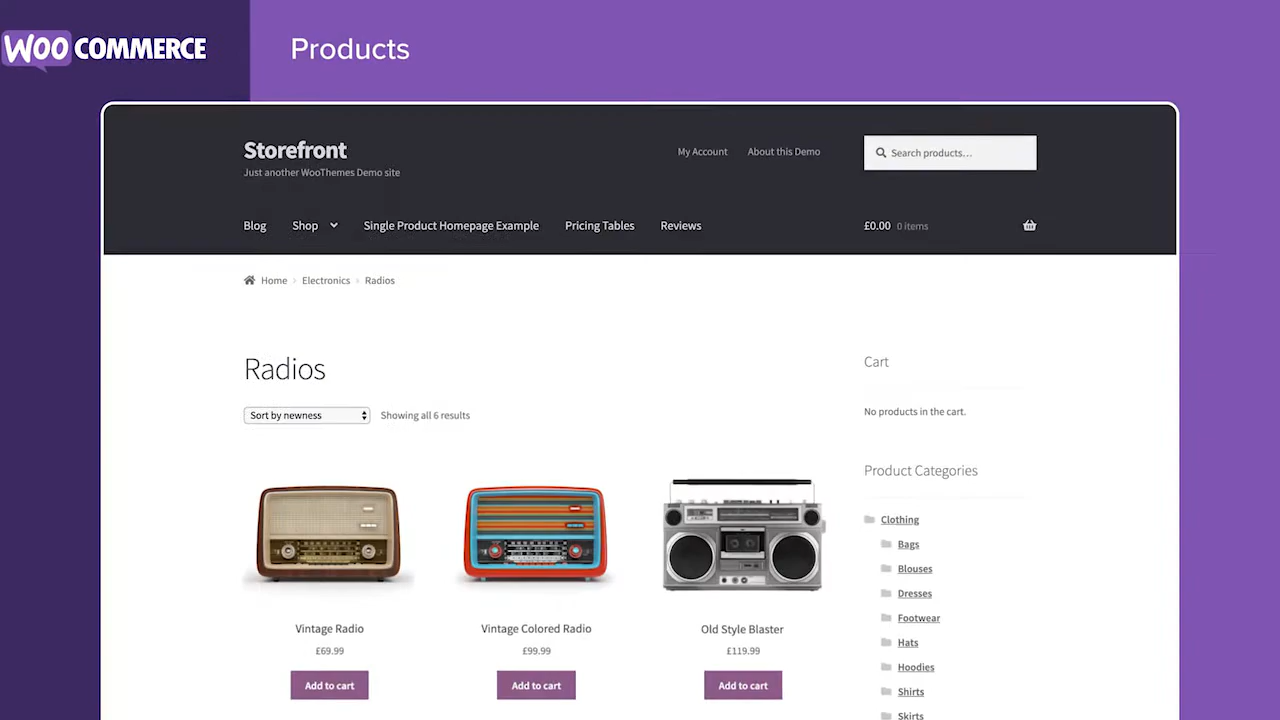 WOO COMMERCE
Products
Storefront
Just another WooThemes Demo site
My Account
About this Demo
Search products...
Blog
Shop
Single Product Homepage Example
Pricing Tables
Reviews
£0.00 0 items
Home
Electronics
Radios
Radios
Sort by newness
Showing all 6 results
Vintage Radio
£69.99
Add to cart
Vintage Colored Radio
£99.99
Add to cart
Old Style Blaster
£119.99
Add to cart
Cart
No products in the cart.
Product Categories
Clothing
Bags
Blouses
Dresses
Footwear
Hats
Hoodies
Shirts
Skirts